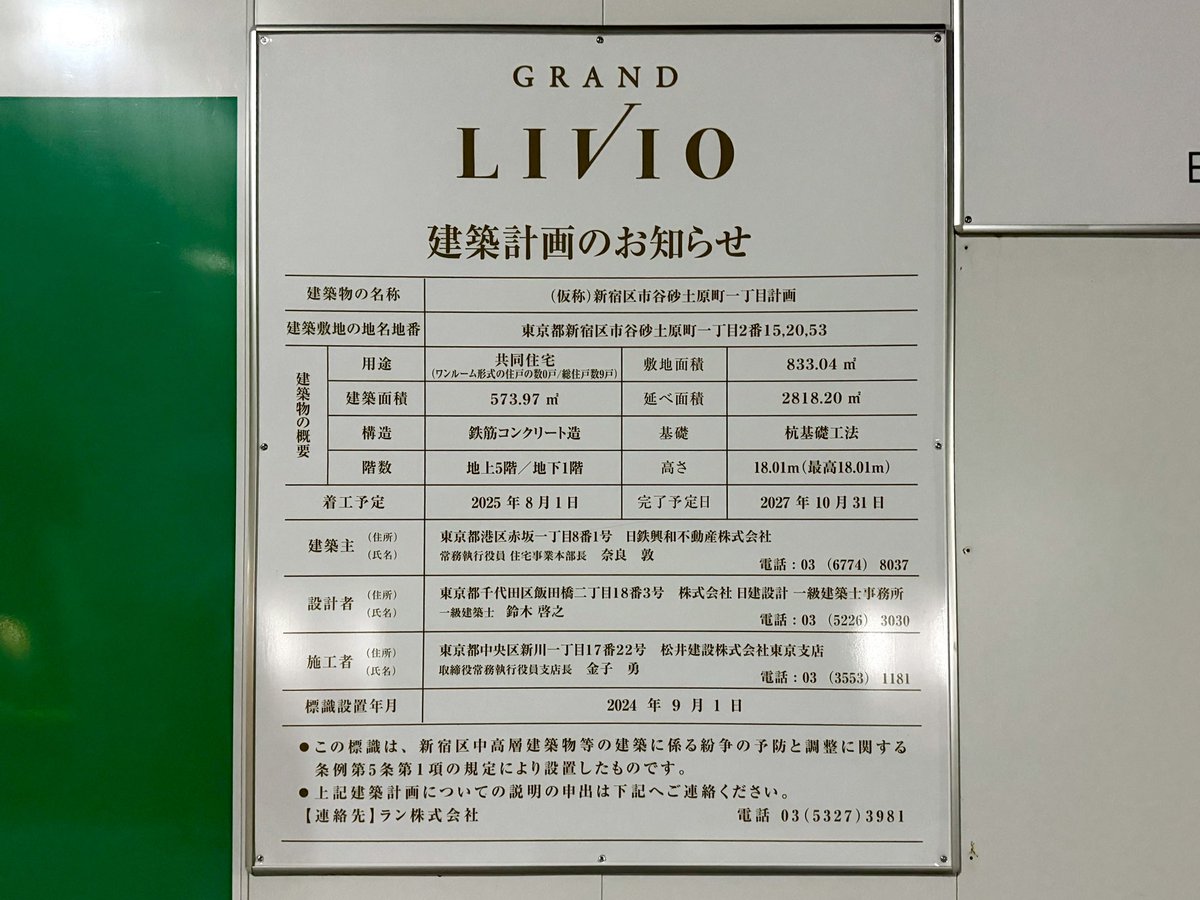 GRAND
LIVIO
建築計画のお知らせ
建築物の名称 (仮称)新宿区市谷砂土原町一丁目計画
建築敷地の地名地番 東京都新宿区市谷砂土原町一丁目2番15,20,53
建築物の概要
用途 共同住宅 敷地面積 833.04 ㎡
(ワンルーム形式の住戸の数0戸/総住戸数9戸)
建築面積 573.97 ㎡ 延べ面積 2818.20 ㎡
構造 鉄筋コンクリート造 基礎 杭基礎工法
階数 地上5階／地下1階 高さ 18.01m(最高18.01m)
着工予定 2025 年 8 月 1 日 完了予定日 2027 年 10 月 31 日
建築主 (住所) 東京都港区赤坂一丁目8番1号 日鉄興和不動産株式会社
(氏名) 常務執行役員 住宅事業本部長 奈良 敦
電話 : 03 (6774) 8037
設計者 (住所) 東京都千代田区飯田橋二丁目18番3号 株式会社 日建設計 一級建築士事務所
(氏名) 一級建築士 鈴木 啓之
電話 : 03 (5226) 3030
施工者 (住所) 東京都中央区新川一丁目17番22号 松井建設株式会社東京支店
(氏名) 取締役常務執行役員支店長 金子 勇
電話 : 03 (3553) 1181
標識設置年月 2024 年 9 月 1 日
●この標識は、新宿区中高層建築物等の建築に係る紛争の予防と調整に関する
条例第5条第1項の規定により設置したものです。
●上記建築計画についての説明の申出は下記へご連絡ください。
【連絡先】ラン株式会社 電話 03(5327)3981